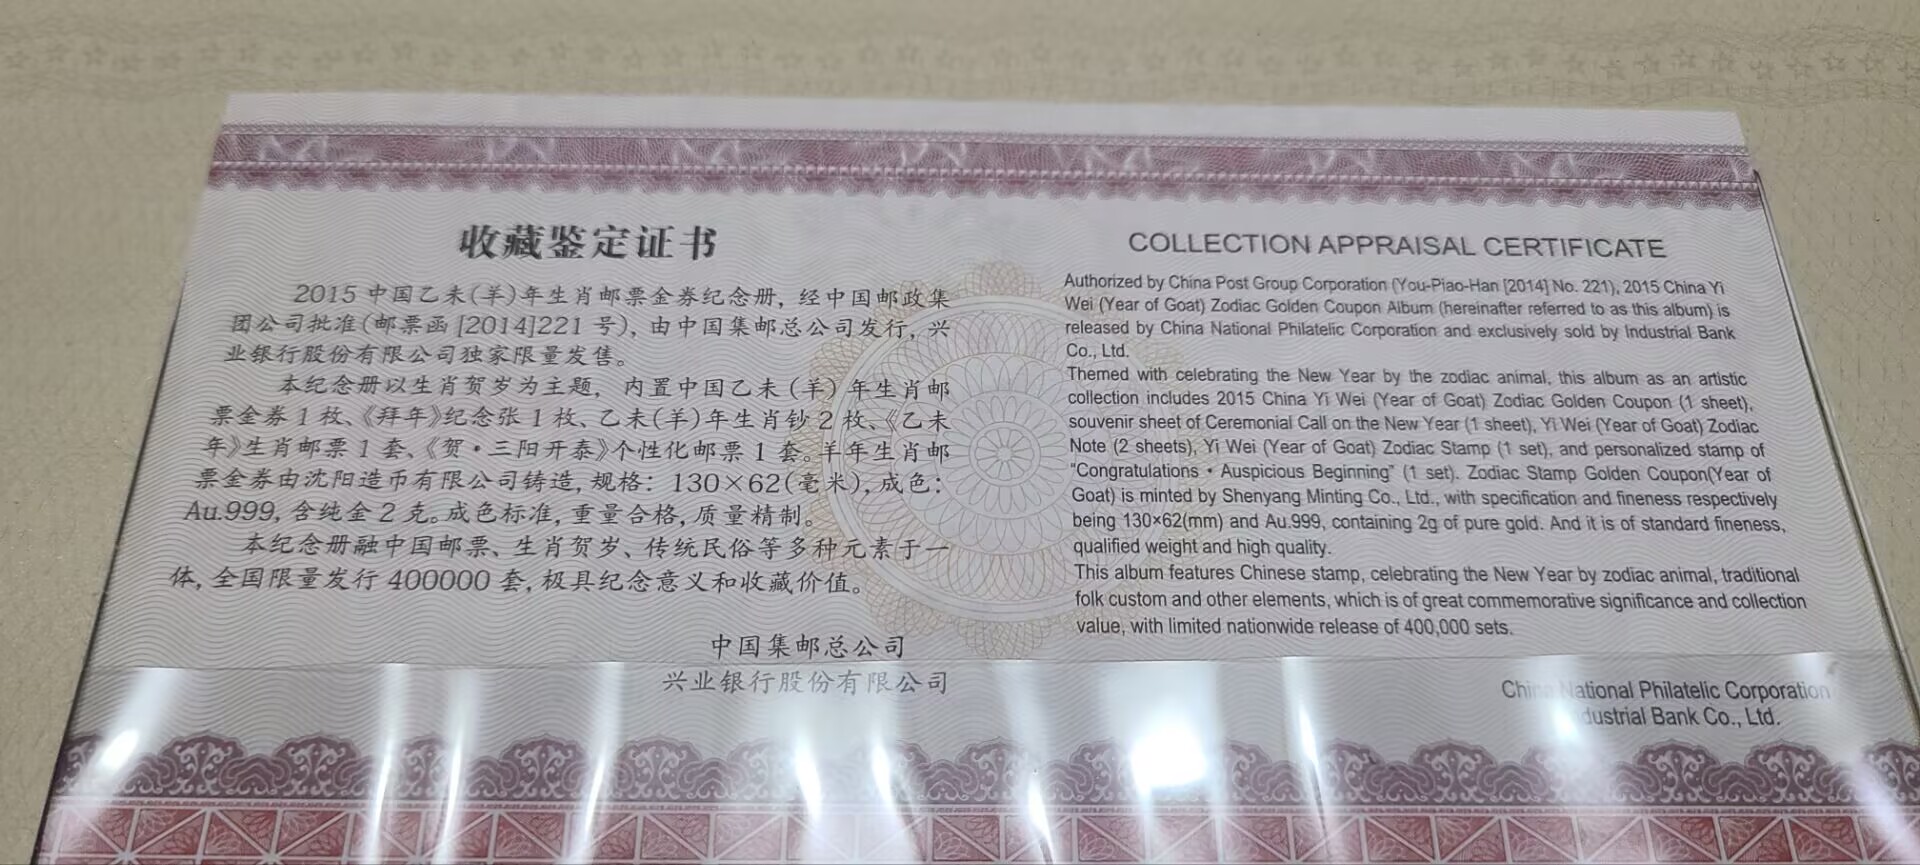 收藏鉴定证书
2015中国乙未(羊)年生肖邮票金券纪念册,经中国邮政集
团公司批准(邮票函[2014]221号),由中国集邮总公司发行,兴
业银行股份有限公司独家限量发售。
本纪念册以生肖贺岁为主题,内置中国乙未(羊)年生肖邮
票金券1枚、《拜年》纪念张1枚、乙未(羊)年生肖钞2枚、《乙未
年》生肖邮票1套、《贺·三阳开泰》个性化邮票1套。羊年生肖邮
票金券由沈阳造币有限公司铸造,规格:130×62(毫米),成色:
Au.999,含纯金2克。成色标准,重量合格,质量精制。
本纪念册融中国邮票、生肖贺岁、传统民俗等多种元素于一
体,全国限量发行400000套,极具纪念意义和收藏价值。
中国集邮总公司
兴业银行股份有限公司
COLLECTION APPRAISAL CERTIFICATE
Authorized by China Post Group Corporation (You-Piao-Han [2014] No. 221), 2015 China Yi
Wei (Year of Goat) Zodiac Golden Coupon Album (hereinafter referred to as this album) is
released by China National Philatelic Corporation and exclusively sold by Industrial Bank
Co., Ltd.
Themed with celebrating the New Year by the zodiac animal, this album as an artistic
collection includes 2015 China Yi Wei (Year of Goat) Zodiac Golden Coupon (1 sheet),
souvenir sheet of Ceremonial Call on the New Year (1 sheet), Yi Wei (Year of Goat) Zodiac
Note (2 sheets), Yi Wei (Year of Goat) Zodiac Stamp (1 set), and personalized stamp of
"Congratulations • Auspicious Beginning" (1 set). Zodiac Stamp Golden Coupon(Year of
Goat) is minted by Shenyang Minting Co., Ltd., with specification and fineness respectively
being 130×62(mm) and Au.999, containing 2g of pure gold. And it is of standard fineness,
qualified weight and high quality.
This album features Chinese stamp, celebrating the New Year by zodiac animal, traditional
folk custom and other elements, which is of great commemorative significance and collection
value, with limited nationwide release of 400,000 sets.
China National Philatelic Corporation
Industrial Bank Co., Ltd.